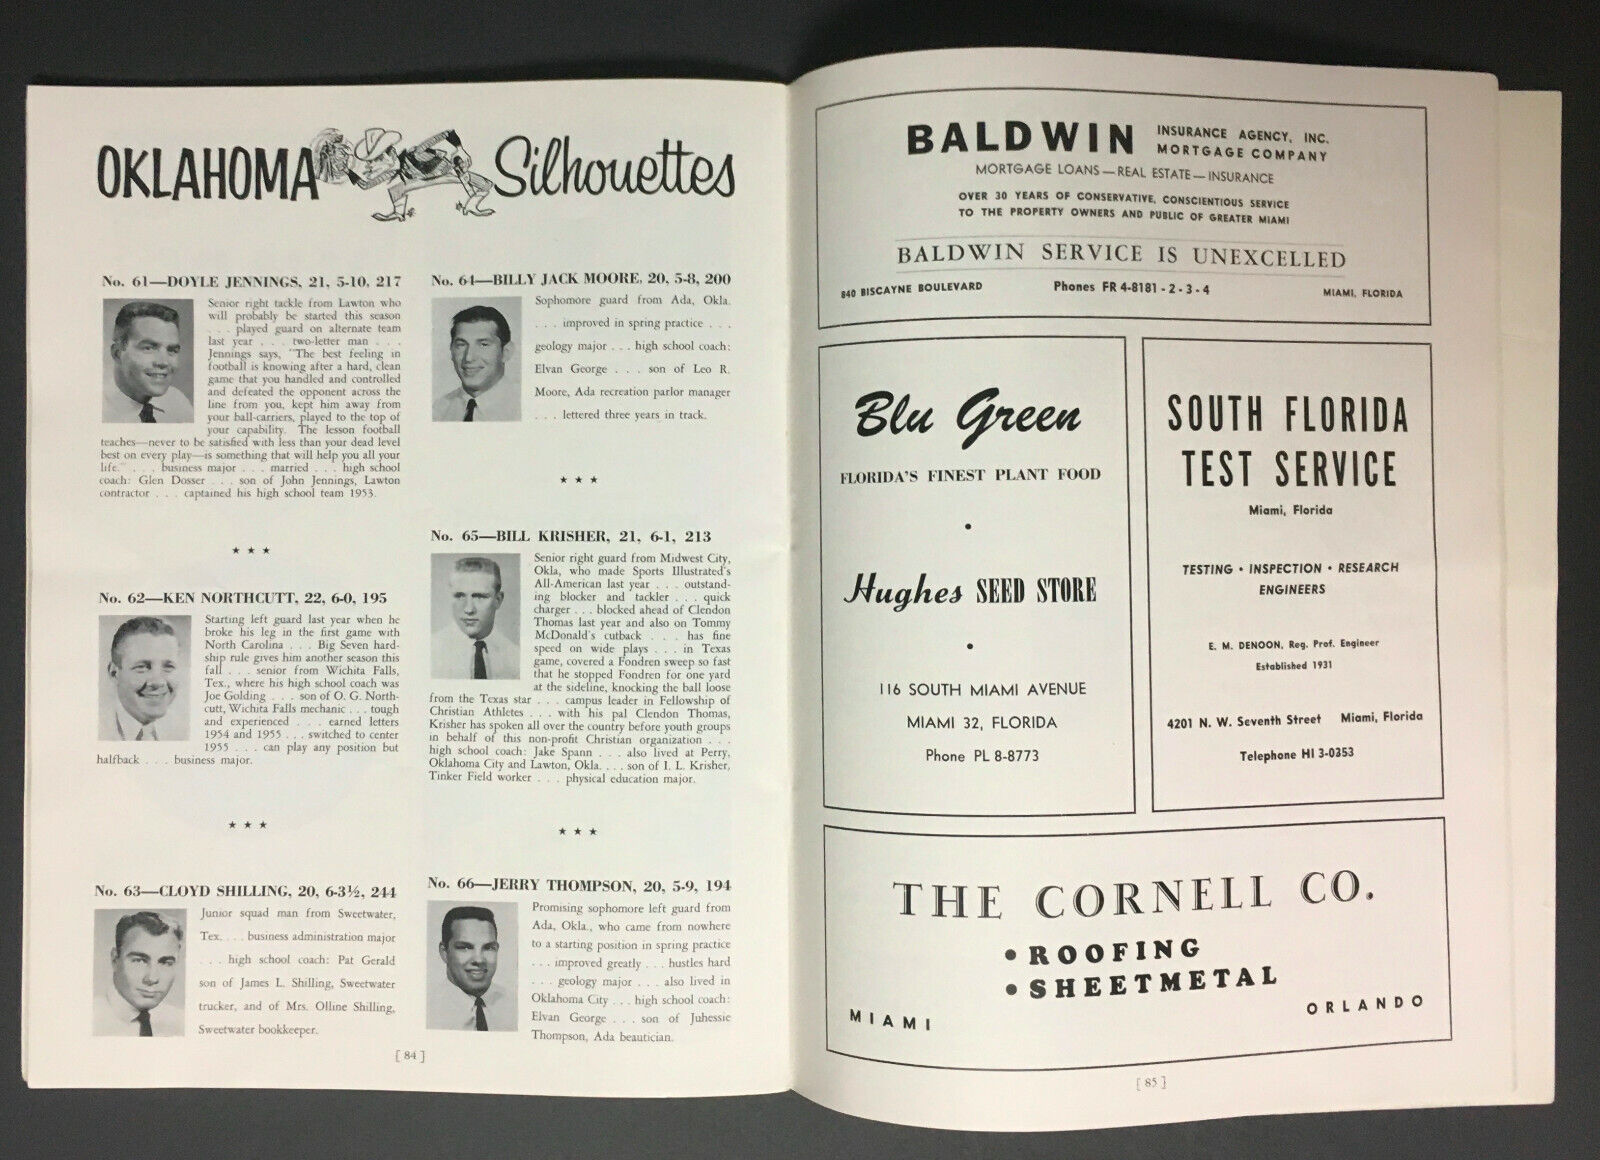 OKLAHOMA Silhouettes
No. 61—DOYLE JENNINGS, 21, 5-10, 217
Senior right tackle from Lawton who
will probably be started this season
. . . played guard on alternate team
last year . . . two-letter man . . .
Jennings says, "The best feeling in
football is knowing after a hard, clean
game that you handled and controlled
and defeated the opponent across the
line from you, kept him away from
your ball-carriers, played to the top of
your capability. The lesson football
teaches—never to be satisfied with less than your dead level
best on every play—is something that will help you all your
life." . . . business major . . . married . . . high school
coach: Glen Dosser . . . son of John Jennings, Lawton
contractor . . . captained his high school team 1953.
★ ★ ★
No. 62—KEN NORTHCUTT, 22, 6-0, 195
Starting left guard last year when he
broke his leg in the first game with
North Carolina . . . Big Seven hard-
ship rule gives him another season this
fall . . . senior from Wichita Falls,
Tex., where his high school coach was
Joe Golding . . . son of O. G. North-
cutt, Wichita Falls mechanic . . . tough
and experienced . . . earned letters
1954 and 1955 . . . switched to center
1955 . . . can play any position but
halfback . . . business major.
★ ★ ★
No. 63—CLOYD SHILLING, 20, 6-3½, 244
Junior squad man from Sweetwater,
Tex. . . . business administration major
. . . high school coach: Pat Gerald
son of James L. Shilling, Sweetwater
trucker, and of Mrs. Olline Shilling,
Sweetwater bookkeeper.
No. 64—BILLY JACK MOORE, 20, 5-8, 200
Sophomore guard from Ada, Okla.
. . . improved in spring practice . . .
geology major . . . high school coach:
Elvan George . . . son of Leo R.
Moore, Ada recreation parlor manager
. . . lettered three years in track.
★ ★ ★
No. 65—BILL KRISHER, 21, 6-1, 213
Senior right guard from Midwest City,
Okla, who made Sports Illustrated's
All-American last year . . . outstand-
ing blocker and tackler . . . quick
charger . . . blocked ahead of Clendon
Thomas last year and also on Tommy
McDonald's cutback . . . has fine
speed on wide plays . . . in Texas
game, covered a Fondren sweep so fast
that he stopped Fondren for one yard
at the sideline, knocking the ball loose
from the Texas star . . . campus leader in Fellowship of
Christian Athletes . . . with his pal Clendon Thomas,
Krisher has spoken all over the country before youth groups
in behalf of this non-profit Christian organization . . .
high school coach: Jake Spann . . . also lived at Perry,
Oklahoma City and Lawton, Okla. . . . son of I. L. Krisher,
Tinker Field worker . . . physical education major.
★ ★ ★
No. 66—JERRY THOMPSON, 20, 5-9, 194
Promising sophomore left guard from
Ada, Okla., who came from nowhere
to a starting position in spring practice
. . . improved greatly . . . hustles hard
. . . geology major . . . also lived in
Oklahoma City . . . high school coach:
Elvan George . . . son of Juhessie
Thompson, Ada beautician.
[ 84 ]
BALDWIN INSURANCE AGENCY, INC.
MORTGAGE COMPANY
MORTGAGE LOANS—REAL ESTATE—INSURANCE
OVER 30 YEARS OF CONSERVATIVE, CONSCIENTIOUS SERVICE
TO THE PROPERTY OWNERS AND PUBLIC OF GREATER MIAMI
BALDWIN SERVICE IS UNEXCELLED
840 BISCAYNE BOULEVARD Phones FR 4-8181 - 2 - 3 - 4 MIAMI, FLORIDA
Blu Green
FLORIDA'S FINEST PLANT FOOD
•
Hughes SEED STORE
•
116 SOUTH MIAMI AVENUE
MIAMI 32, FLORIDA
Phone PL 8-8773
SOUTH FLORIDA
TEST SERVICE
Miami, Florida
TESTING • INSPECTION • RESEARCH
ENGINEERS
E. M. DENOON, Reg. Prof. Engineer
Established 1931
4201 N. W. Seventh Street Miami, Florida
Telephone HI 3-0353
THE CORNELL CO.
• ROOFING
• SHEETMETAL
MIAMI ORLANDO
[ 85 ]